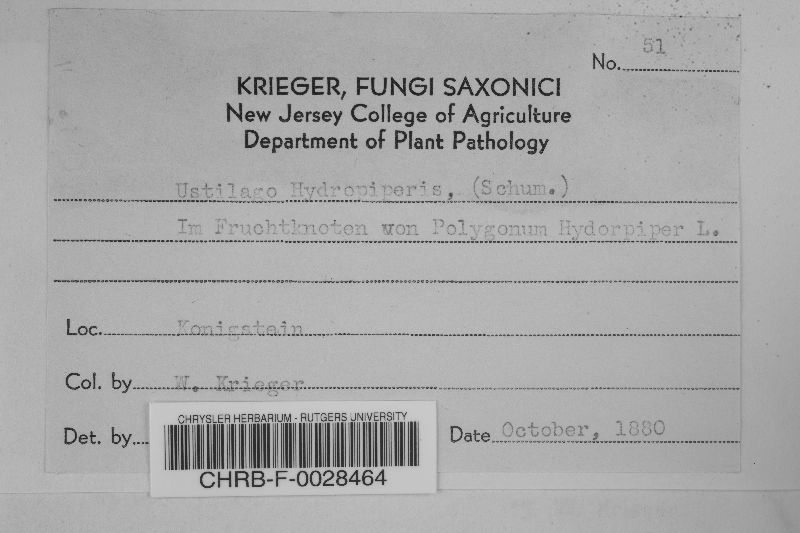 No. 51
KRIEGER, FUNGI SAXONICI
New Jersey College of Agriculture
Department of Plant Pathology
Ustilago Hydropiperis, (Schum.)
Im Fruchtknoten won Polygonum Hydorpiper L.
Loc. Konigstein
Col. by W. Krieger
Det. by
Date October, 1880
CHRYSLER HERBARIUM - RUTGERS UNIVERSITY
CHRB-F-0028464